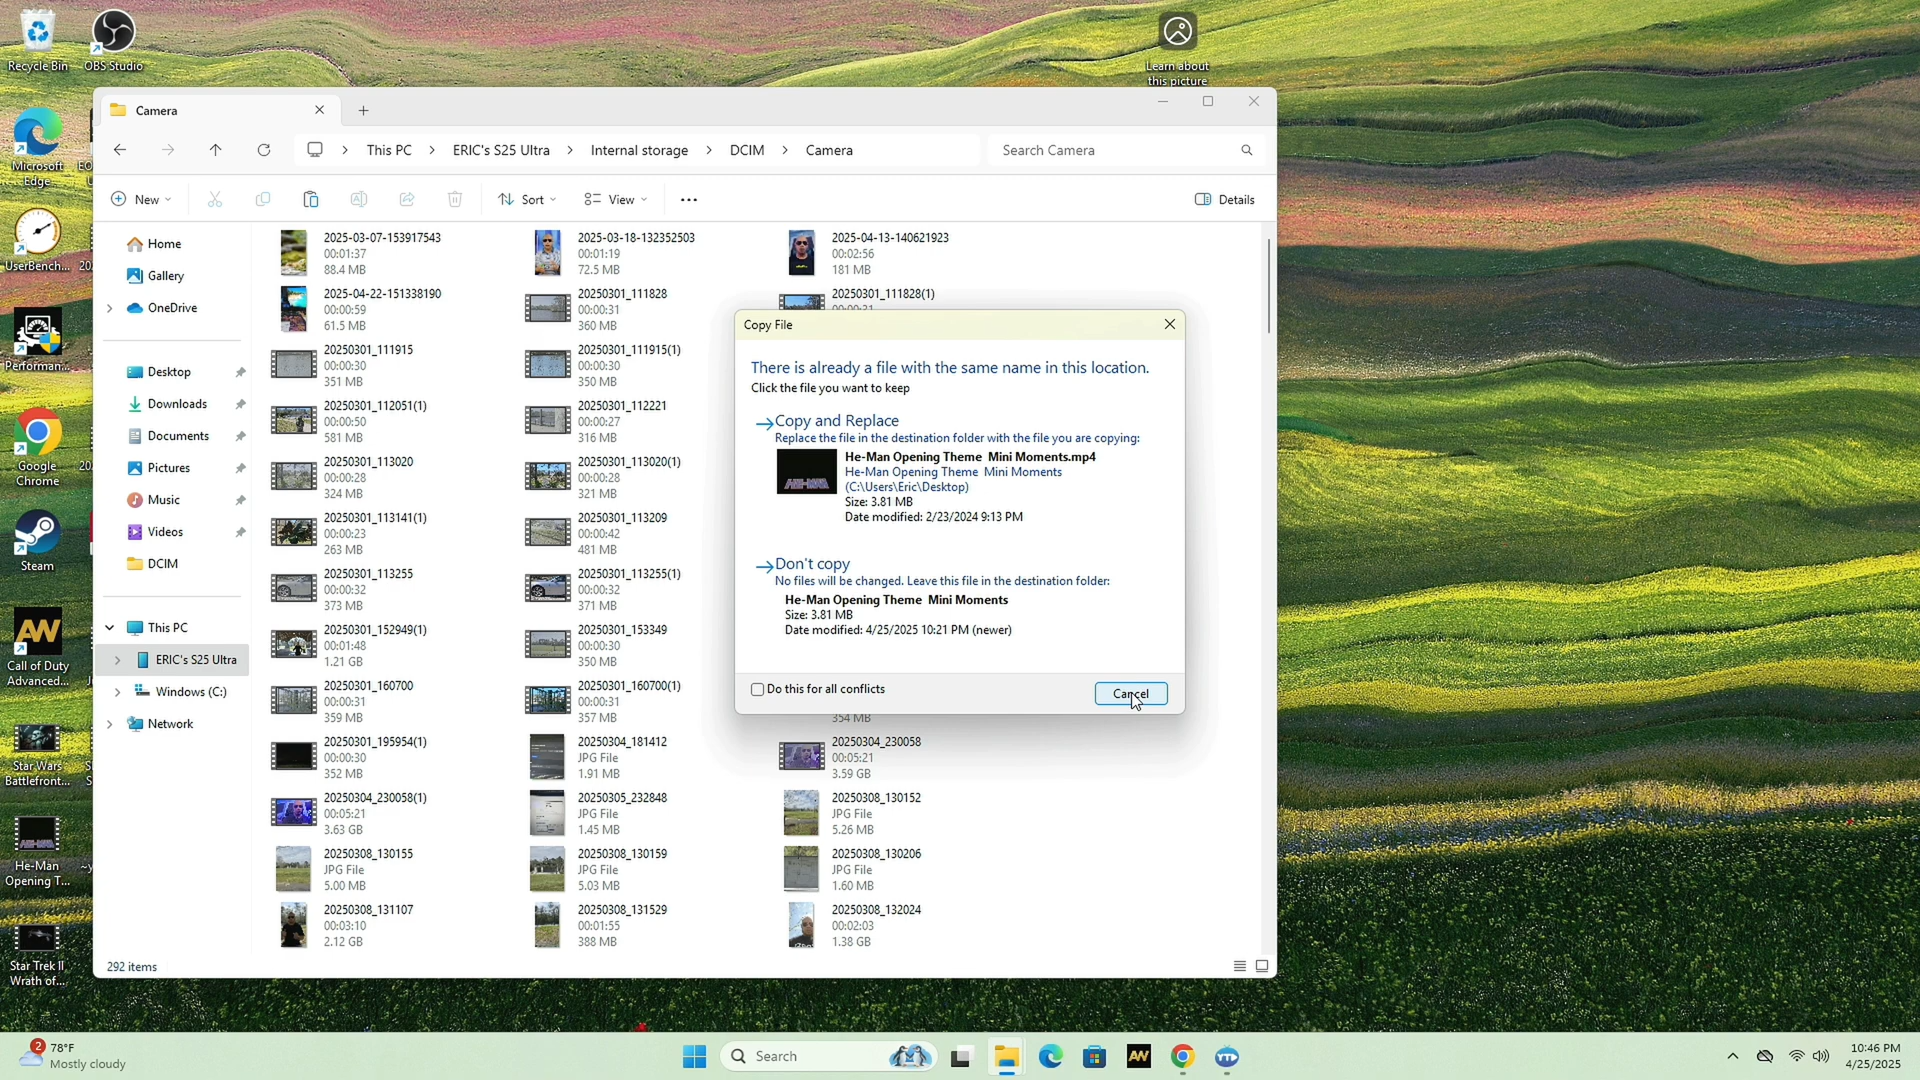 Recycle Bin
OBS Studio
Learn about
this picture
Microsoft
Edge
UserBench...
Performan...
Google
Chrome
Steam
Call of Duty
Advanced...
Star Wars
Battlefront...
He-Man
Opening T...
Star Trek II
Wrath of...
Camera
This PC
ERIC's S25 Ultra
Internal storage
DCIM
Camera
Search Camera
New
Sort
View
Details
Home
Gallery
OneDrive
Desktop
Downloads
Documents
Pictures
Music
Videos
DCIM
This PC
ERIC's S25 Ultra
Windows (C:)
Network
2025-03-07-153917543
00:01:37
88.4 MB
2025-03-18-132352503
00:01:19
72.5 MB
2025-04-13-140621923
00:02:56
181 MB
2025-04-22-151338190
00:00:59
61.5 MB
20250301_111828
00:00:31
360 MB
20250301_111828(1)
00:00:31
20250301_111915
00:00:30
351 MB
20250301_111915(1)
00:00:30
350 MB
20250301_112051(1)
00:00:50
581 MB
20250301_112221
00:00:27
316 MB
20250301_113020
00:00:28
324 MB
20250301_113020(1)
00:00:28
321 MB
20250301_113141(1)
00:00:23
263 MB
20250301_113209
00:00:42
481 MB
20250301_113255
00:00:32
373 MB
20250301_113255(1)
00:00:32
371 MB
20250301_152949(1)
00:01:48
1.21 GB
20250301_153349
00:00:30
350 MB
20250301_160700
00:00:31
359 MB
20250301_160700(1)
00:00:31
357 MB
354 MB
20250301_195954(1)
00:00:30
352 MB
20250304_181412
JPG File
1.91 MB
20250304_230058
00:05:21
3.59 GB
20250304_230058(1)
00:05:21
3.63 GB
20250305_232848
JPG File
1.45 MB
20250308_130152
JPG File
5.26 MB
20250308_130155
JPG File
5.00 MB
20250308_130159
JPG File
5.03 MB
20250308_130206
JPG File
1.60 MB
20250308_131107
00:03:10
2.12 GB
20250308_131529
00:01:55
388 MB
20250308_132024
00:02:03
1.38 GB
292 items
Copy File
There is already a file with the same name in this location.
Click the file you want to keep
Copy and Replace
Replace the file in the destination folder with the file you are copying:
He-Man Opening Theme  Mini Moments.mp4
He-Man Opening Theme  Mini Moments
(C:\Users\Eric\Desktop)
Size: 3.81 MB
Date modified: 2/23/2024 9:13 PM
HE-MAN
Don't copy
No files will be changed. Leave this file in the destination folder:
He-Man Opening Theme  Mini Moments
Size: 3.81 MB
Date modified: 4/25/2025 10:21 PM (newer)
Do this for all conflicts
Cancel
2
78°F
Mostly cloudy
Search
AW
YTD
10:46 PM
4/25/2025